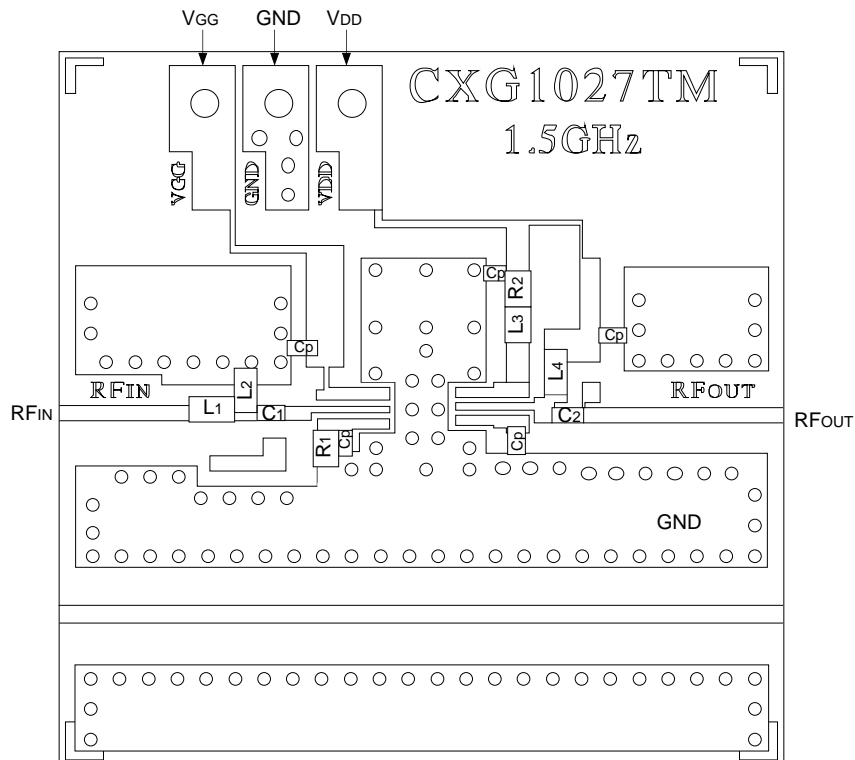 VGG GND VDD
CXG1027TM
1.5GHz
VGG
GND
VDD
Cp
R2
L3
Cp
Cp
L2
L4
RFIN
RFOUT
RFIN
L1
C1
C2
RFOUT
R1
Cp
Cp
GND